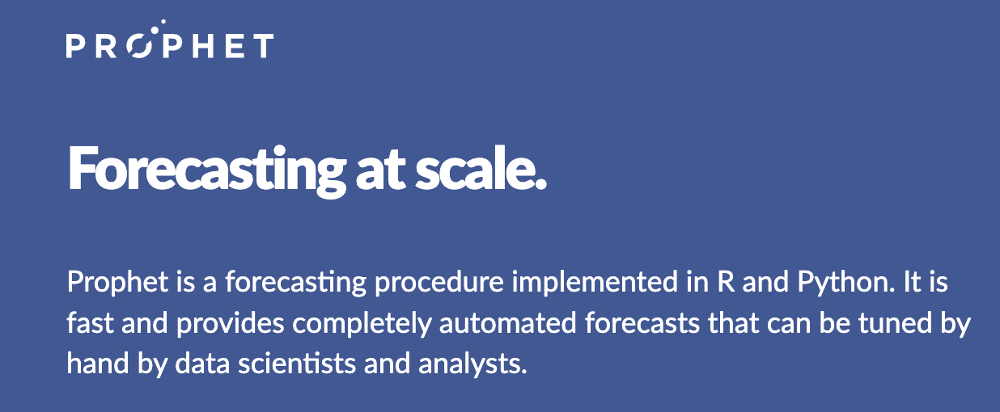 PROPHET
Forecasting at scale.
Prophet is a forecasting procedure implemented in R and Python. It is
fast and provides completely automated forecasts that can be tuned by
hand by data scientists and analysts.